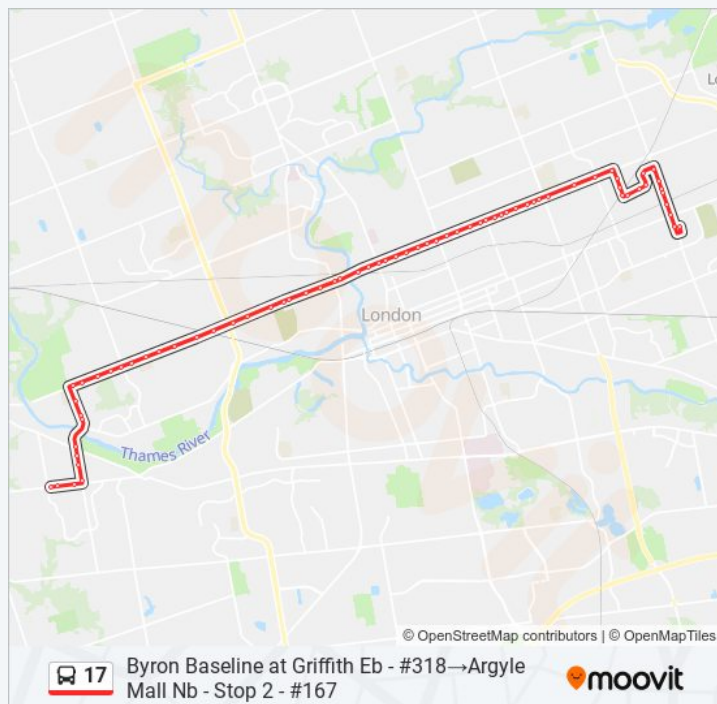 Lo
London
Thames River
© OpenStreetMap contributors | © OpenMapTiles
17
Byron Baseline at Griffith Eb - #318→Argyle
Mall Nb - Stop 2 - #167
moovit